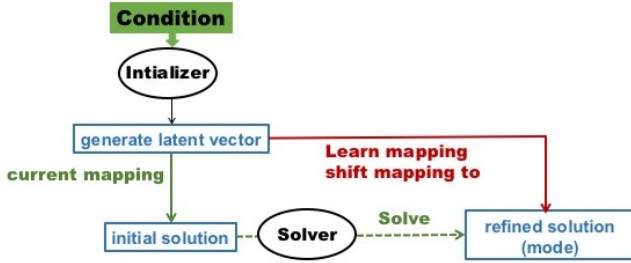 Condition
Intializer
generate latent vector
Learn mapping
shift mapping to
current mapping
Solve
initial solution
Solver
refined solution
(mode)